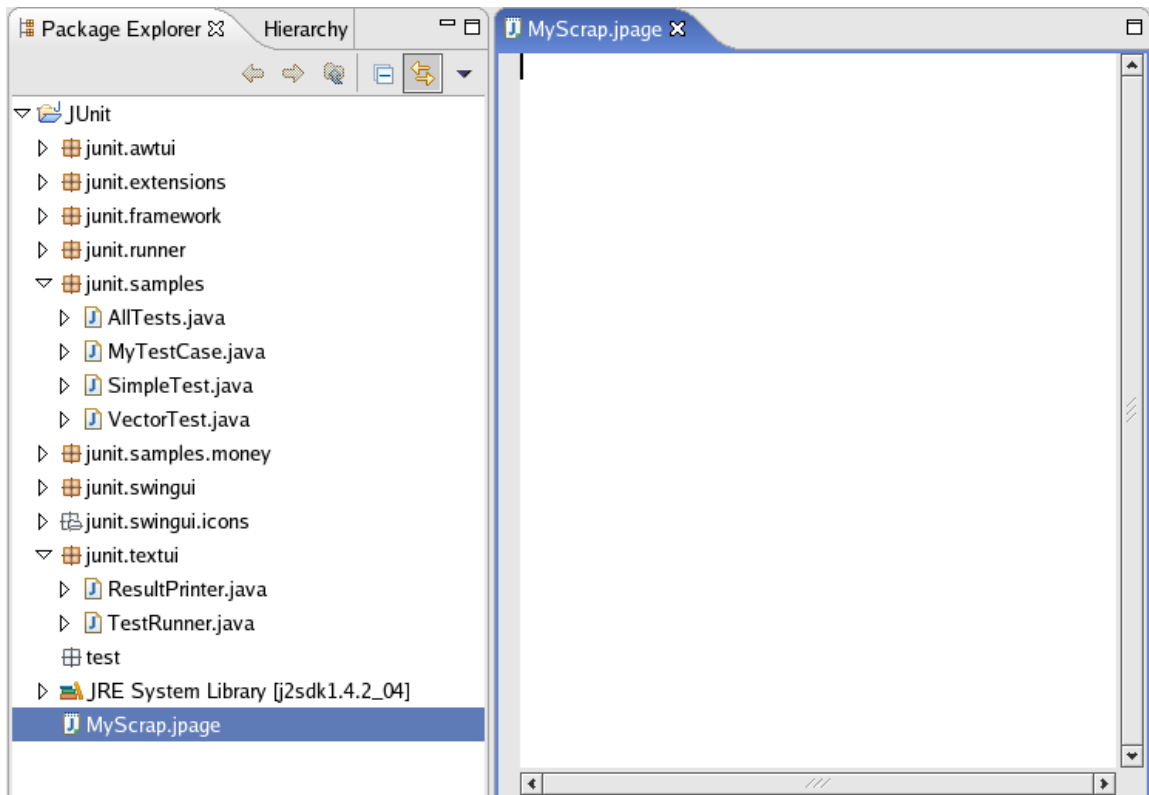 Package Explorer Hierarchy
JUnit
junit.awtui
junit.extensions
junit.framework
junit.runner
junit.samples
AllTests.java
MyTestCase.java
SimpleTest.java
VectorTest.java
junit.samples.money
junit.swingui
junit.swingui.icons
junit.textui
ResultPrinter.java
TestRunner.java
test
JRE System Library [j2sdk1.4.2_04]
MyScrap.jpage
MyScrap.jpage